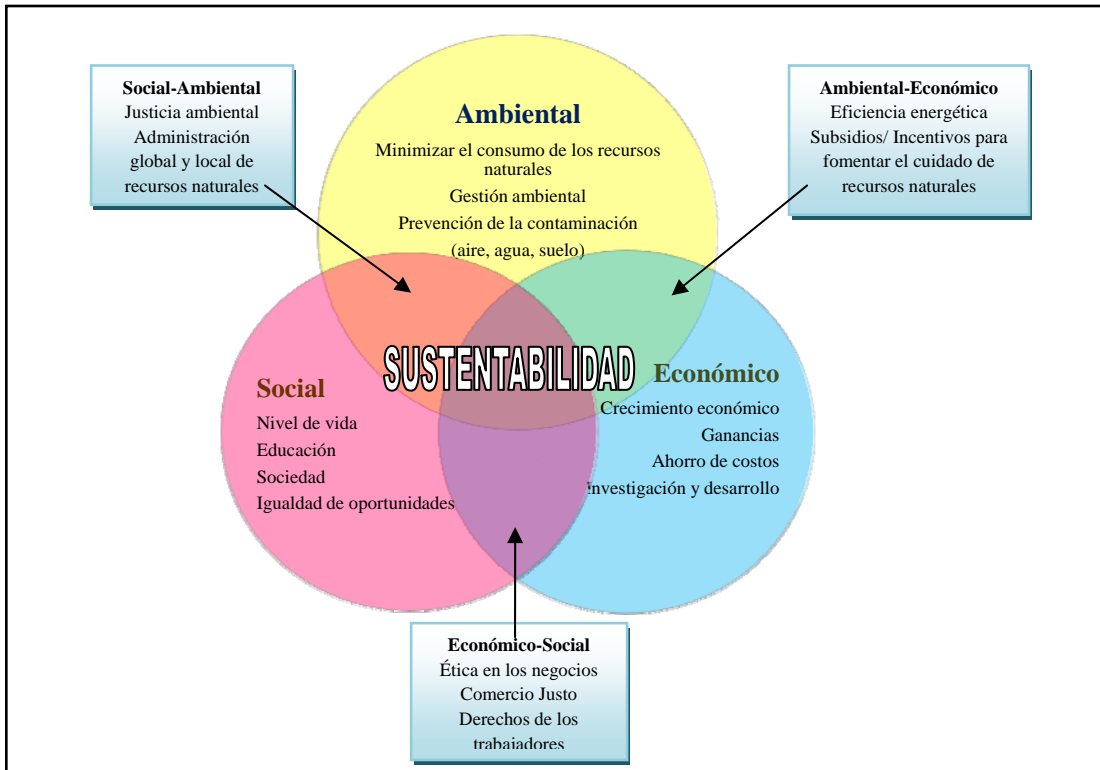 Social-Ambiental
Justicia ambiental
Administración
global y local de
recursos naturales
Ambiental-Económico
Eficiencia energética
Subsidios/ Incentivos para
fomentar el cuidado de
recursos naturales
Ambiental
Minimizar el consumo de los recursos
naturales
Gestión ambiental
Prevención de la contaminación
(aire, agua, suelo)
SUSTENTABILIDAD
Social
Nivel de vida
Educación
Sociedad
Igualdad de oportunidades
Económico
Crecimiento económico
Ganancias
Ahorro de costos
Investigación y desarrollo
Económico-Social
Ética en los negocios
Comercio Justo
Derechos de los
trabajadores